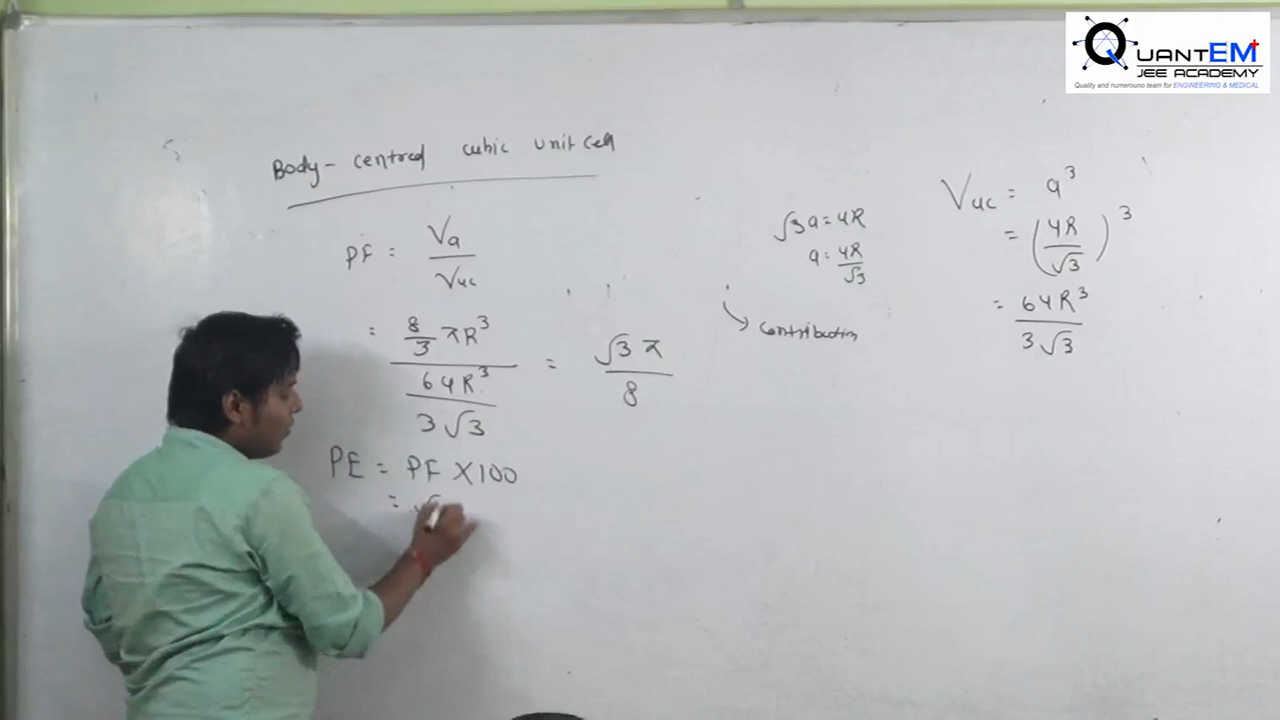 QUANTEM
JEE ACADEMY
Quality and numerouno team for ENGINEERING & MEDICAL
Body-centred cubic unit cell
PF = Va / Vuc
= 8/3 πR³ / 64R³/3√3 = √3 π / 8
PE = PF × 100
= √
√3a = 4R
a = 4R/√3
Contribution
Vuc = a³
= (4R/√3)³
= 64R³ / 3√3